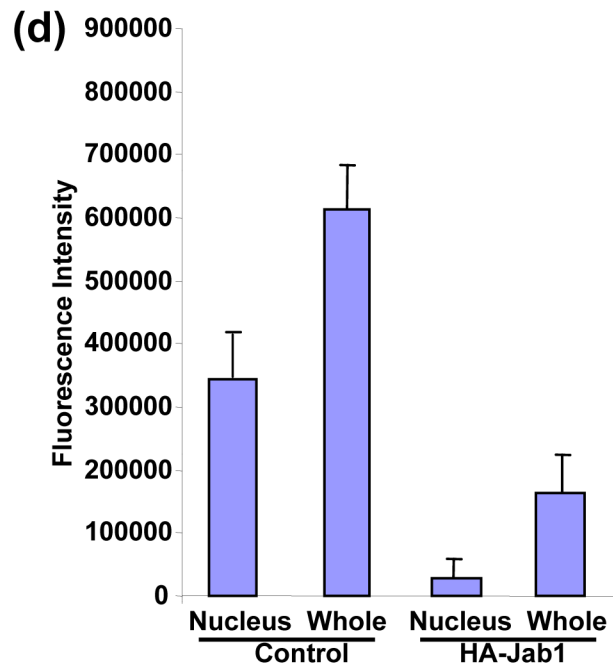 (d)
Fluorescence Intensity
900000
800000
700000
600000
500000
400000
300000
200000
100000
0
Nucleus Whole Nucleus Whole
Control HA-Jab1